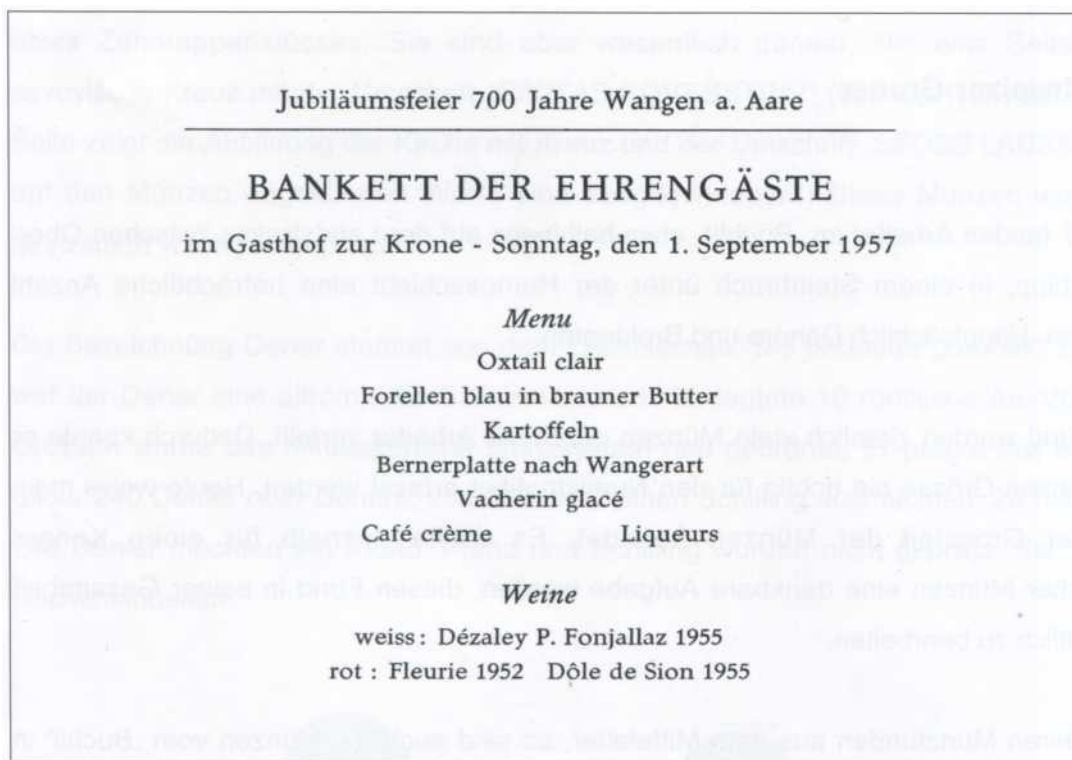 Jubiläumsfeier 700 Jahre Wangen a. Aare
BANKETT DER EHRENGÄSTE
im Gasthof zur Krone · Sonntag, den 1. September 1957
Menu
Oxtail clair
Forellen blau in brauner Butter
Kartoffeln
Bernerplatte nach Wangerart
Vacherin glacé
Café crème Liqueurs
Weine
weiss: Dézaley P. Fonjallaz 1955
rot : Fleurie 1952 Dôle de Sion 1955